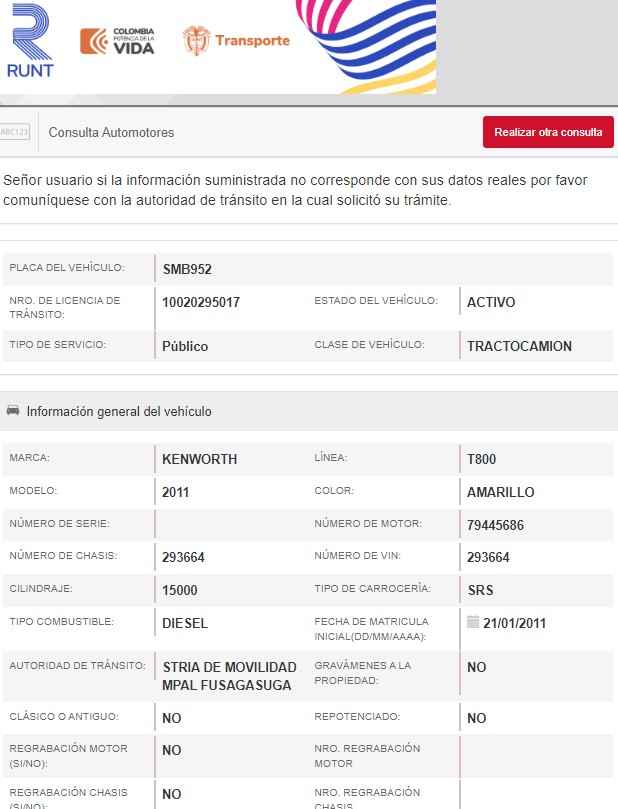 RUNT
COLOMBIA
POTENCIA DE LA
VIDA
Transporte
ABC123
Consulta Automotores
Realizar otra consulta
Señor usuario si la información suministrada no corresponde con sus datos reales por favor
comuníquese con la autoridad de tránsito en la cual solicitó su trámite.
PLACA DEL VEHÍCULO: SMB952
NRO. DE LICENCIA DE
TRÁNSITO: 10020295017 ESTADO DEL VEHÍCULO: ACTIVO
TIPO DE SERVICIO: Público CLASE DE VEHÍCULO: TRACTOCAMION
Información general del vehículo
MARCA: KENWORTH LÍNEA: T800
MODELO: 2011 COLOR: AMARILLO
NÚMERO DE SERIE: NÚMERO DE MOTOR: 79445686
NÚMERO DE CHASIS: 293664 NÚMERO DE VIN: 293664
CILINDRAJE: 15000 TIPO DE CARROCERÍA: SRS
TIPO COMBUSTIBLE: DIESEL FECHA DE MATRICULA
INICIAL(DD/MM/AAAA): 21/01/2011
AUTORIDAD DE TRÁNSITO: STRIA DE MOVILIDAD
MPAL FUSAGASUGA GRAVÁMENES A LA
PROPIEDAD: NO
CLÁSICO O ANTIGUO: NO REPOTENCIADO: NO
REGRABACIÓN MOTOR
(SI/NO): NO NRO. REGRABACIÓN
MOTOR
REGRABACIÓN CHASIS
(SI/NO): NO NRO. REGRABACIÓN
CHASIS